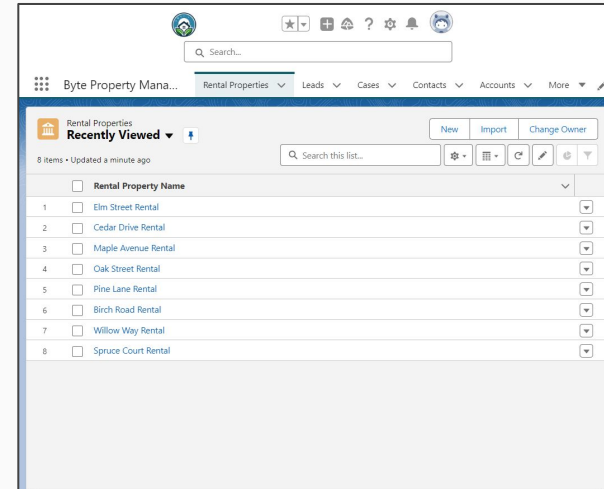 Search...
Byte Property Mana... Rental Properties Leads Cases Contacts Accounts More
Rental Properties
Recently Viewed
New Import Change Owner
8 items • Updated a minute ago
Search this list...
Rental Property Name
1 Elm Street Rental
2 Cedar Drive Rental
3 Maple Avenue Rental
4 Oak Street Rental
5 Pine Lane Rental
6 Birch Road Rental
7 Willow Way Rental
8 Spruce Court Rental